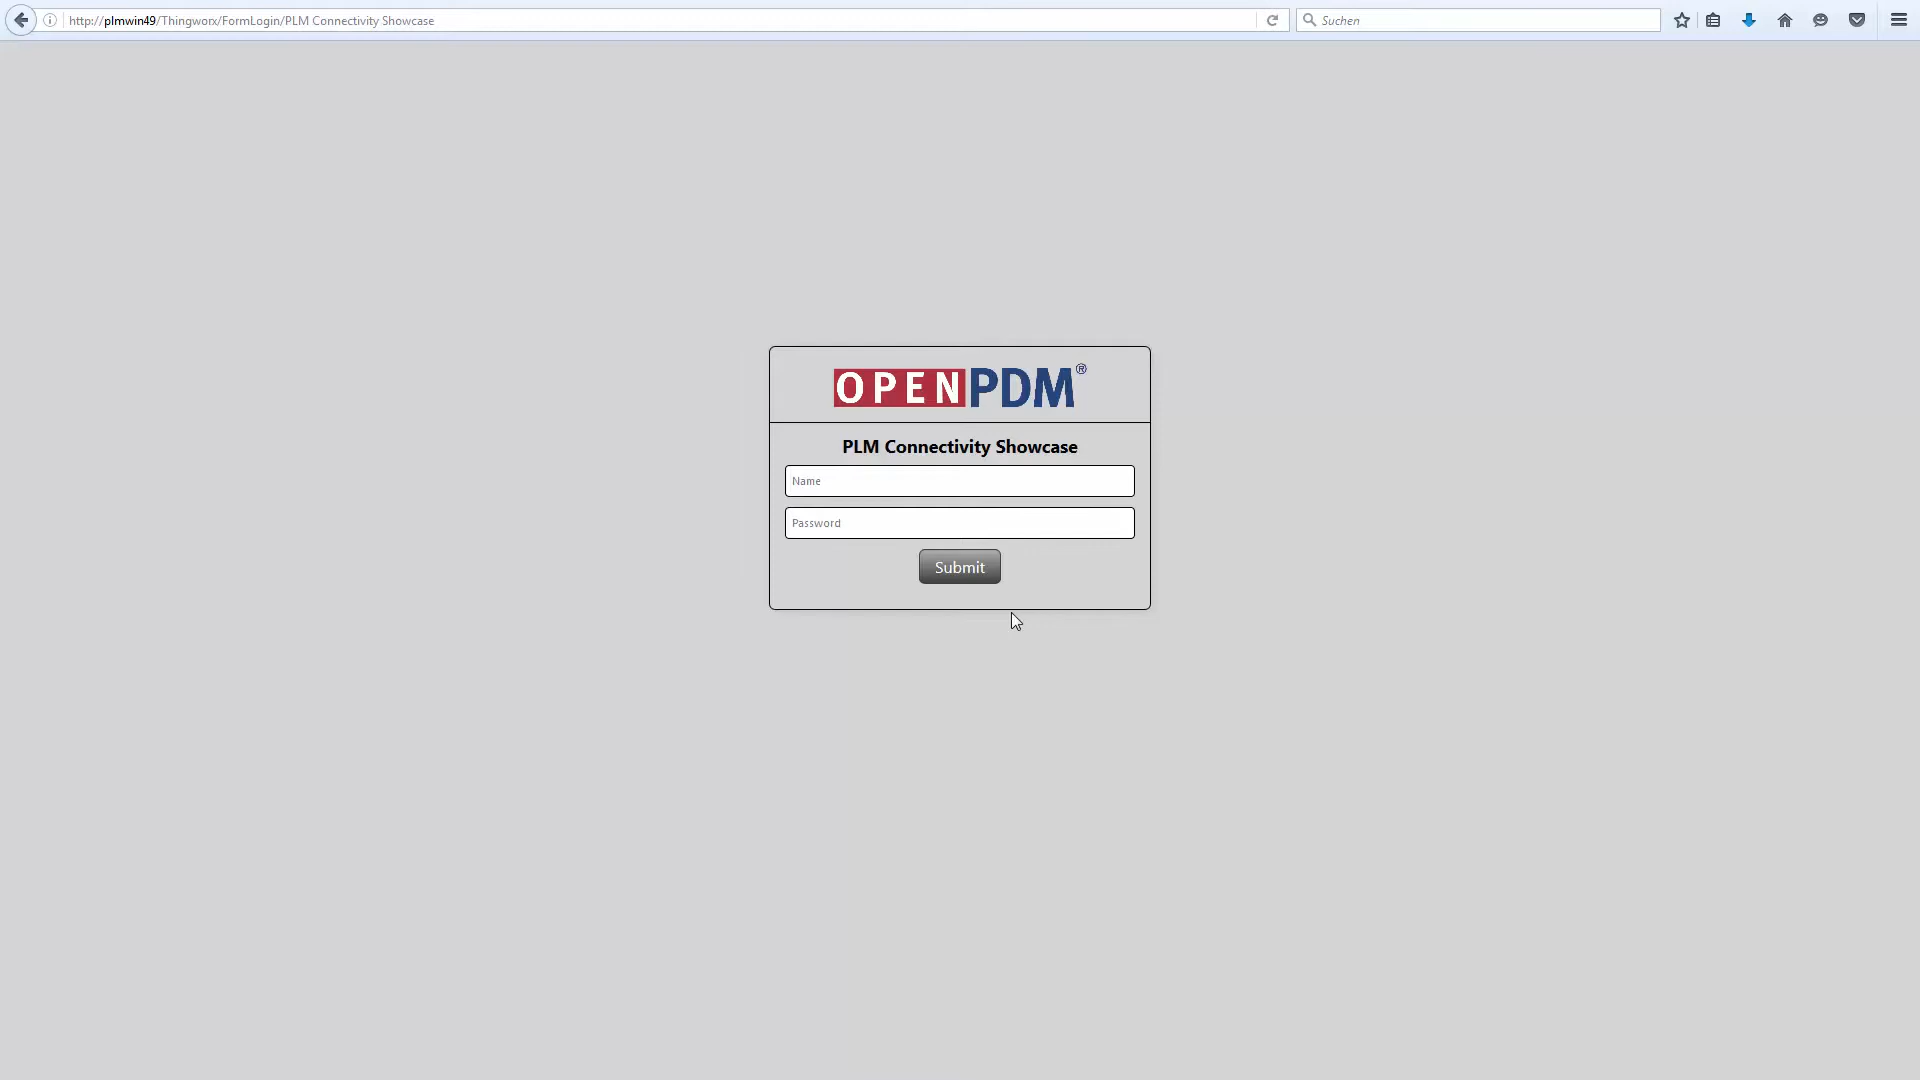 http://plmwin49/Thingworx/FormLogin/PLM Connectivity Showcase
Suchen
OPENPDM®
PLM Connectivity Showcase
Name
Password
Submit